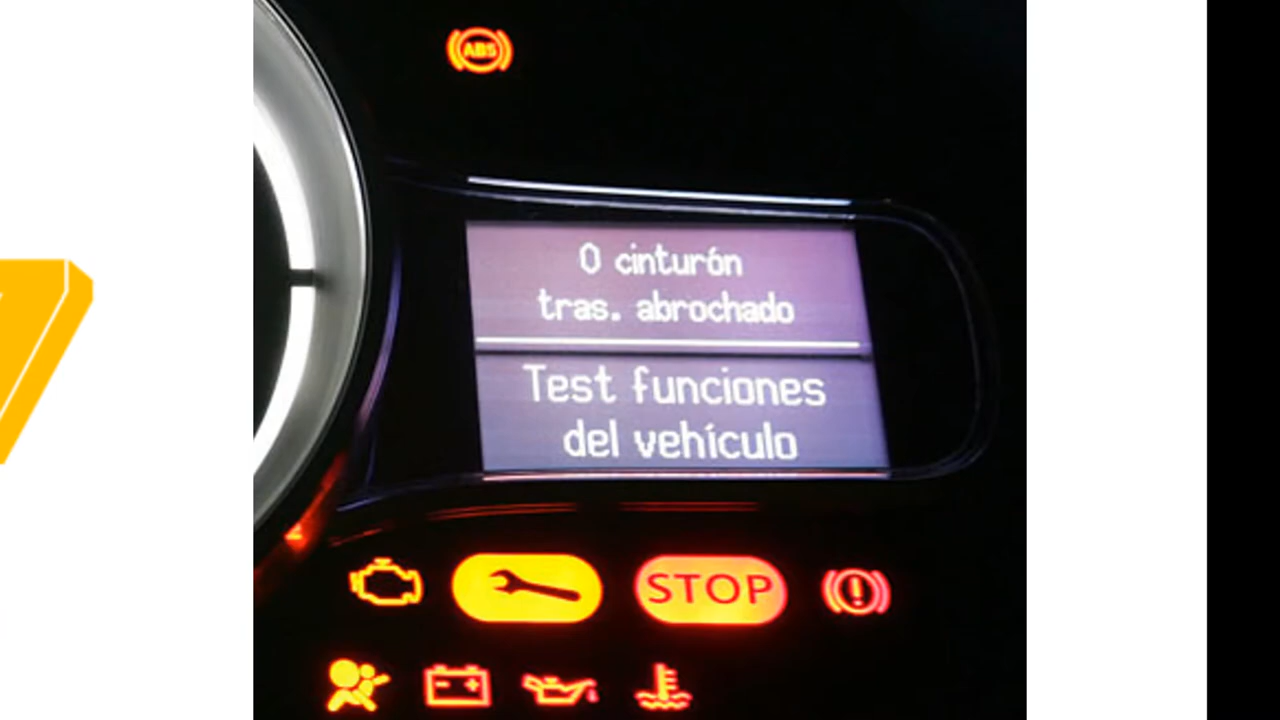 ABS
0 cinturón
tras. abrochado
Test funciones
del vehículo
STOP